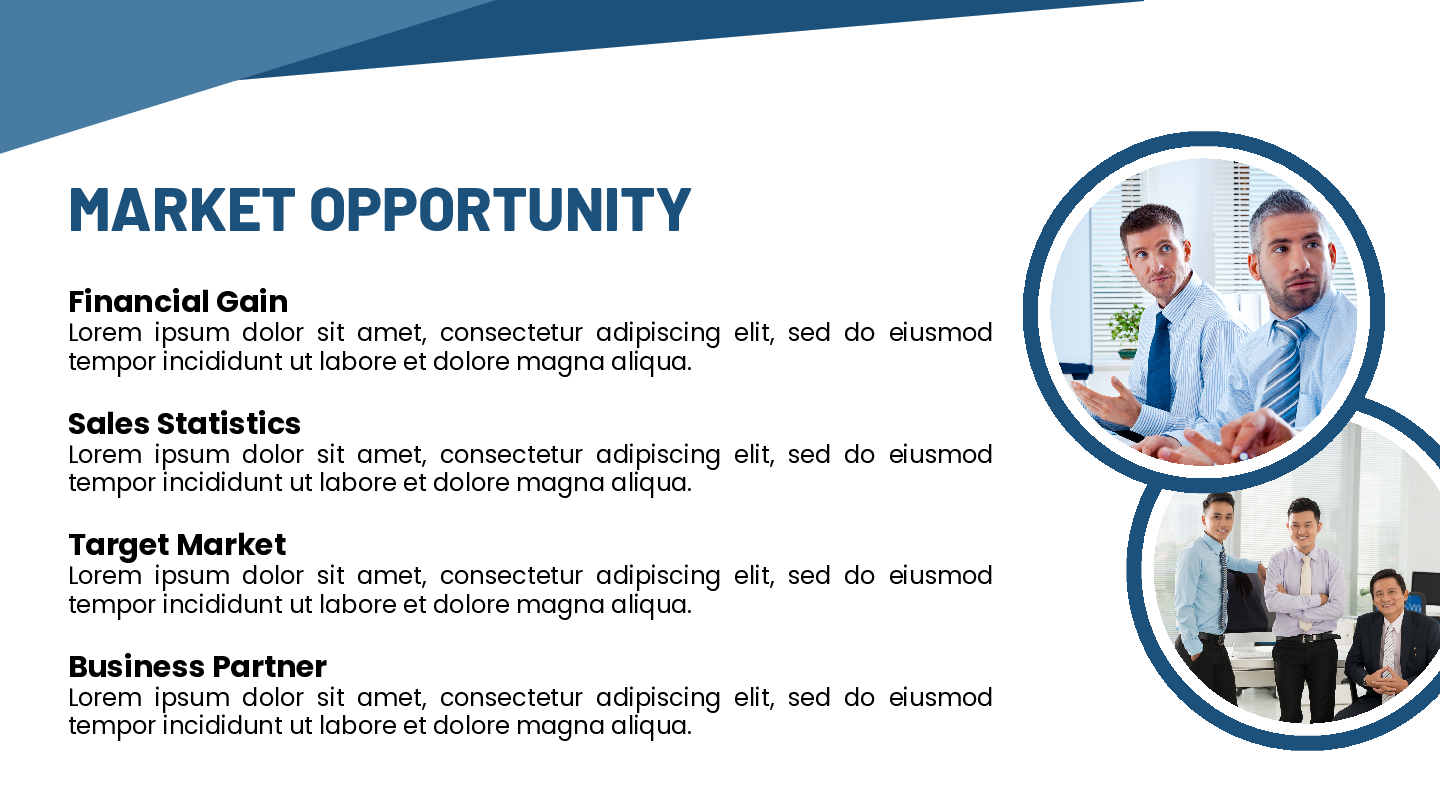 MARKET OPPORTUNITY
Financial Gain
Lorem ipsum dolor sit amet, consectetur adipiscing elit, sed do eiusmod
tempor incididunt ut labore et dolore magna aliqua.
Sales Statistics
Lorem ipsum dolor sit amet, consectetur adipiscing elit, sed do eiusmod
tempor incididunt ut labore et dolore magna aliqua.
Target Market
Lorem ipsum dolor sit amet, consectetur adipiscing elit, sed do eiusmod
tempor incididunt ut labore et dolore magna aliqua.
Business Partner
Lorem ipsum dolor sit amet, consectetur adipiscing elit, sed do eiusmod
tempor incididunt ut labore et dolore magna aliqua.